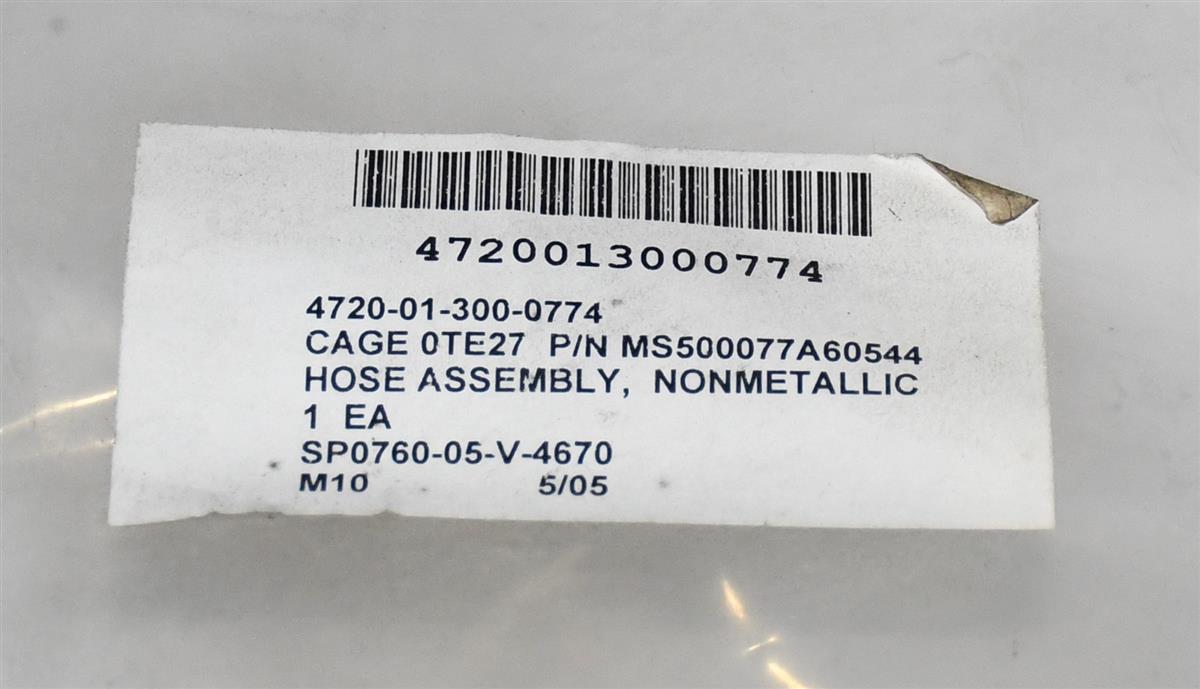 4720013000774
4720-01-300-0774
CAGE 0TE27 P/N MS500077A60544
HOSE ASSEMBLY, NONMETALLIC
1 EA
SP0760-05-V-4670
M10 5/05